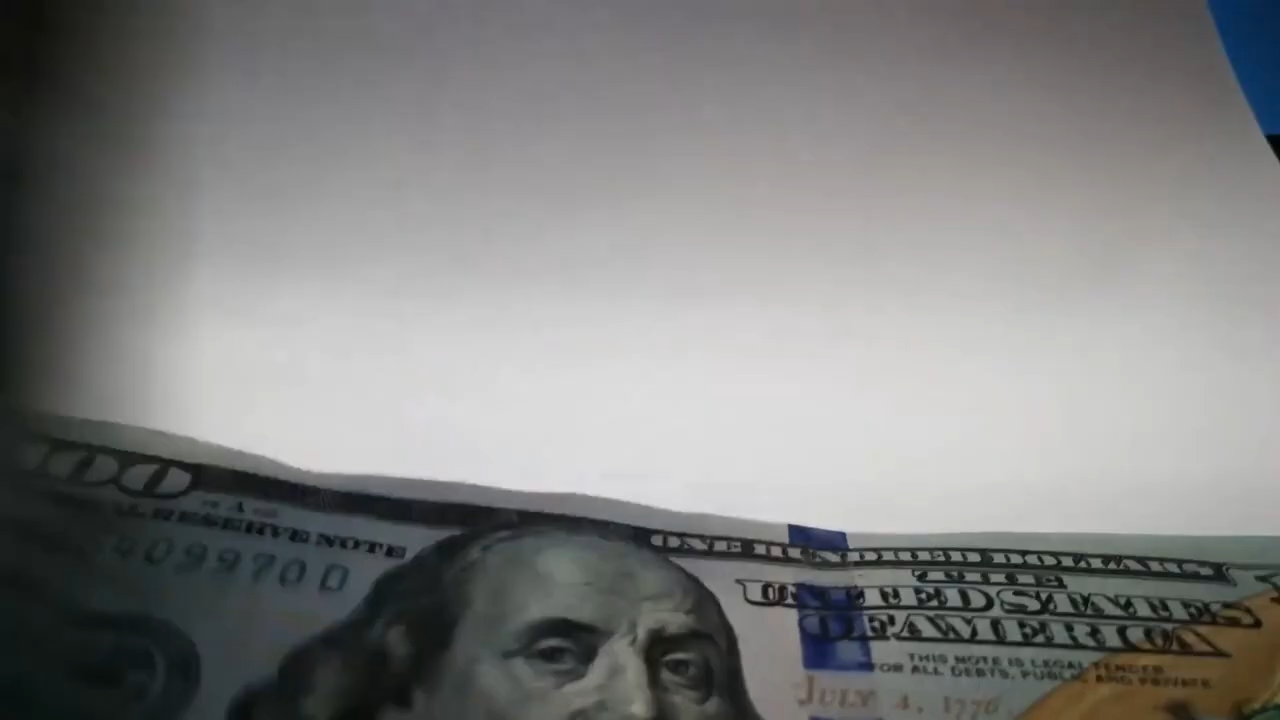 100
RESERVE NOTE
09970 D
ONE HUNDRED DOLLARS
THE
UNITED STATES
OF AMERICA
THIS NOTE IS LEGAL TENDER
FOR ALL DEBTS, PUBLIC AND PRIVATE
JULY 4, 1776